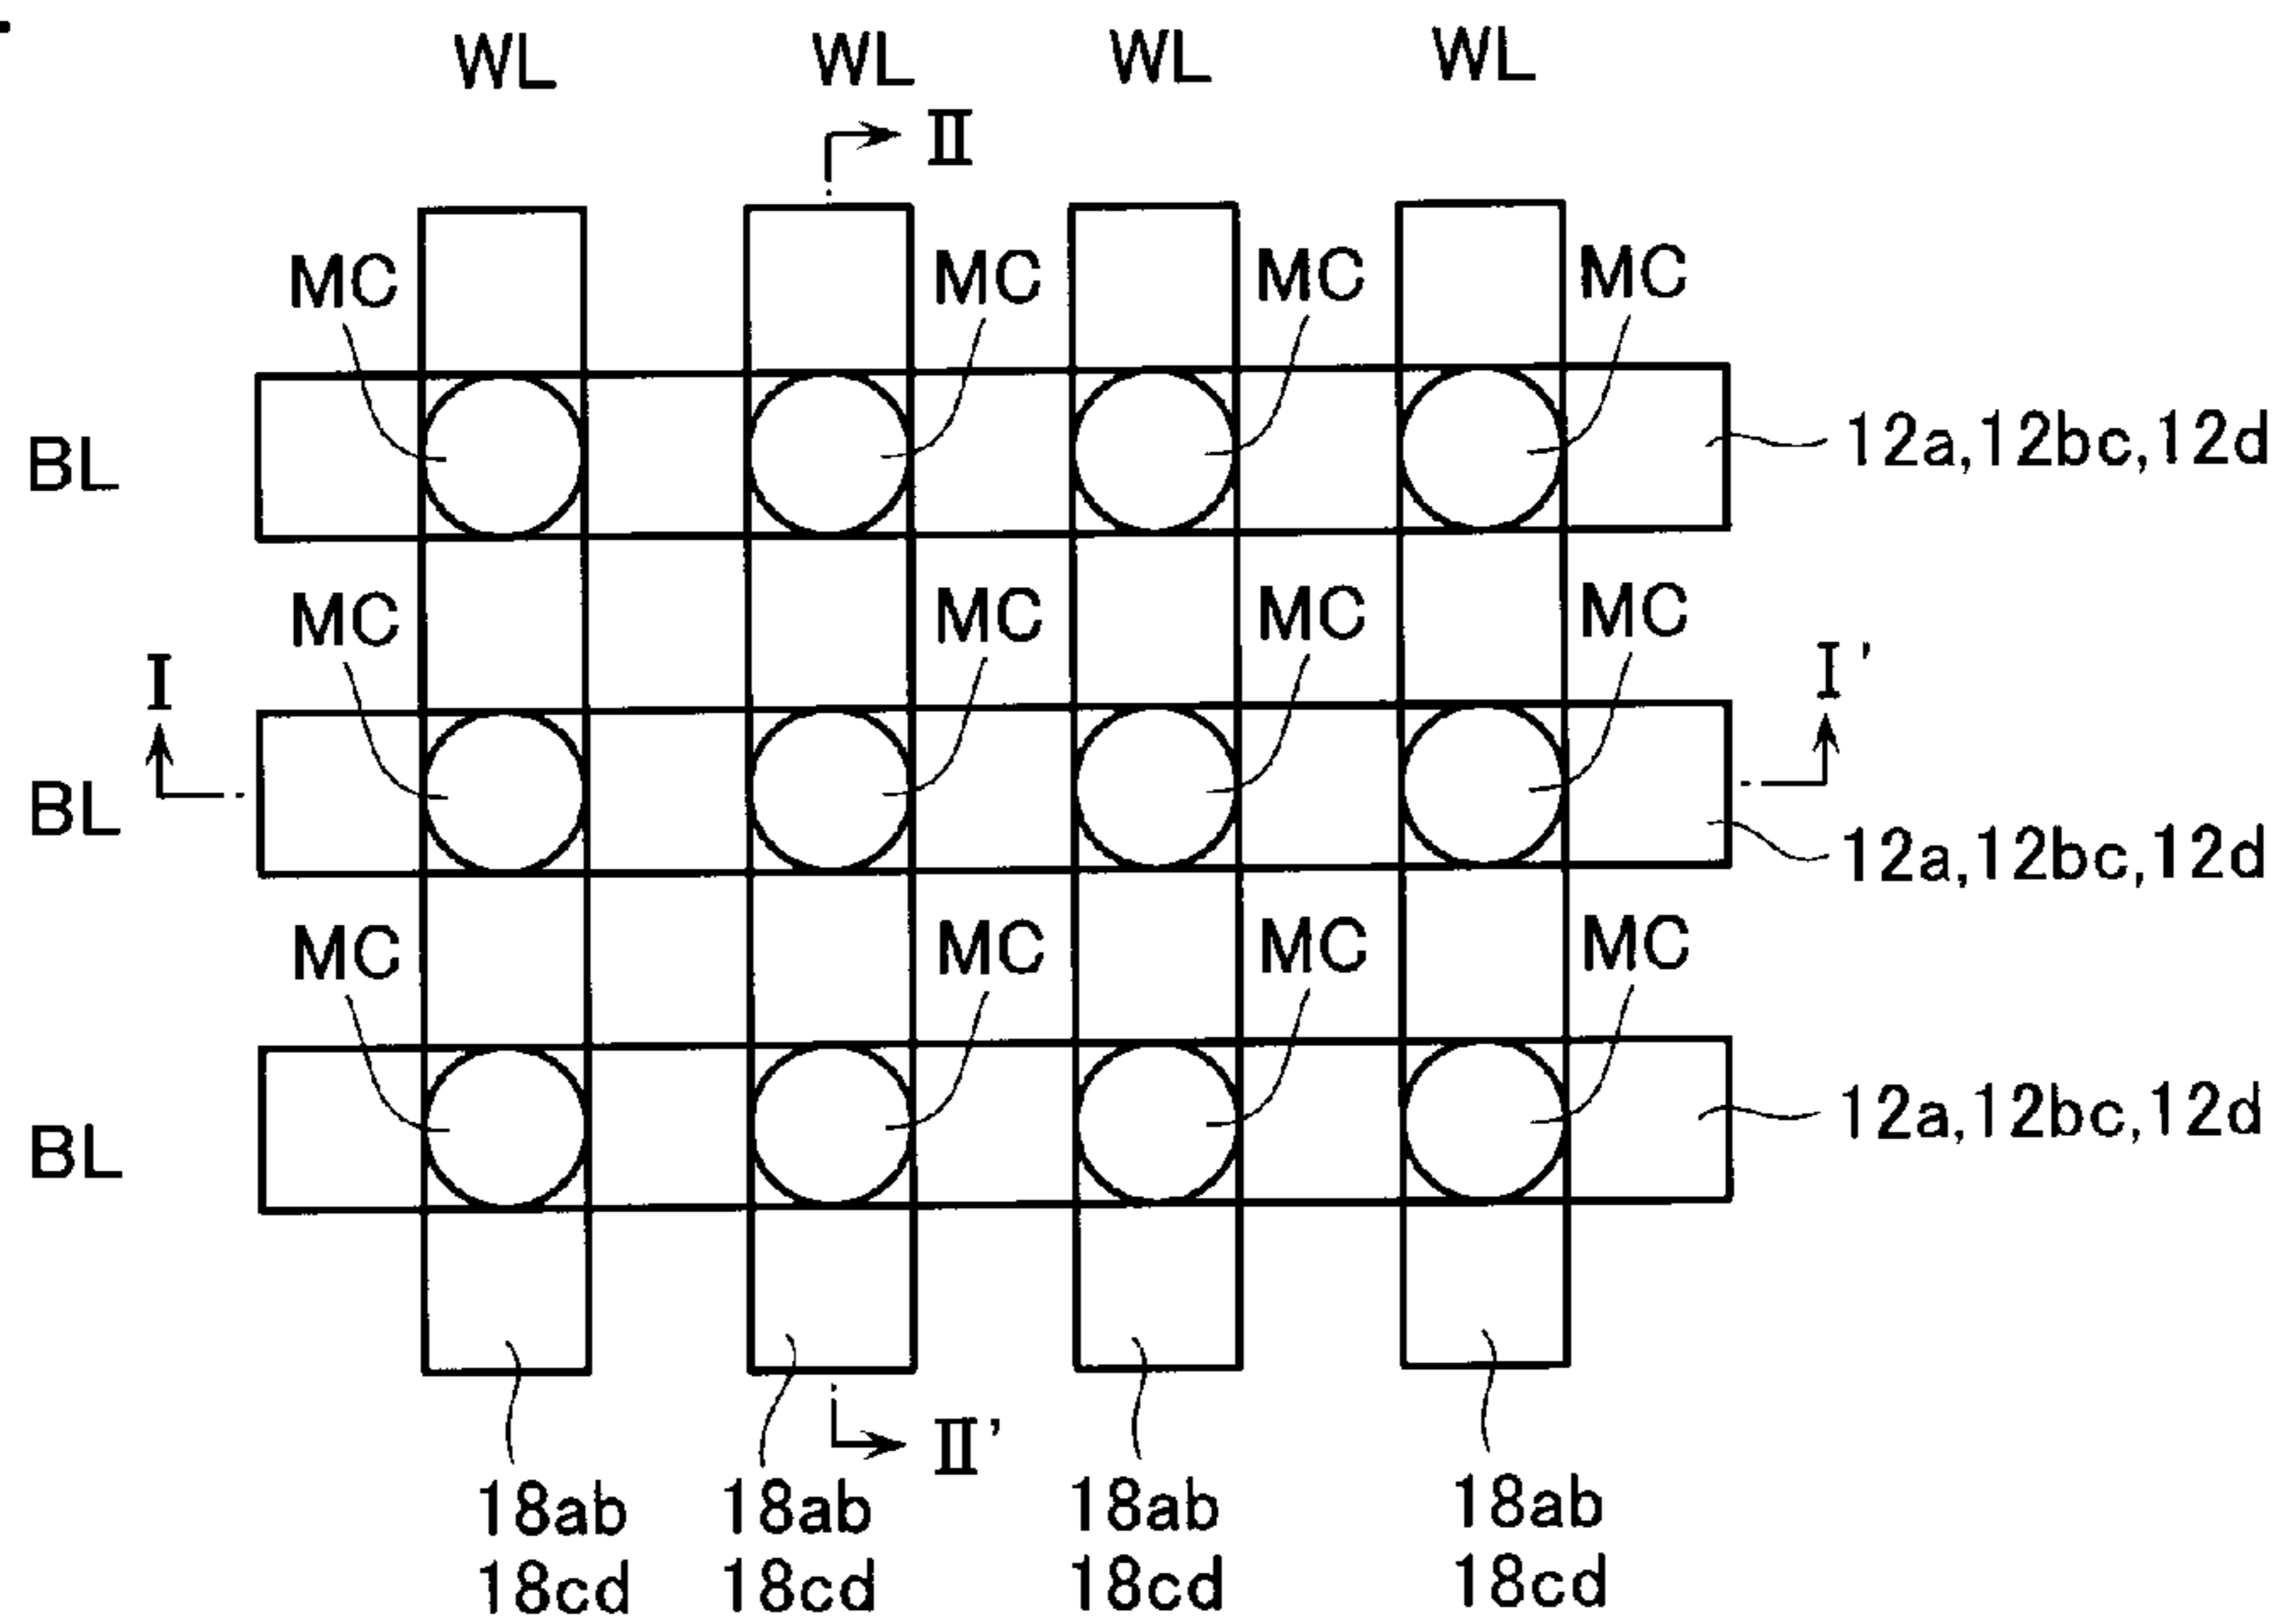 WL WL WL WL
II
MC MC MC MC
BL 12a,12bc,12d
MC MC MC MC
I I'
BL 12a,12bc,12d
MC MC MC MC
BL 12a,12bc,12d
II'
18ab 18ab 18ab 18ab
18cd 18cd 18cd 18cd